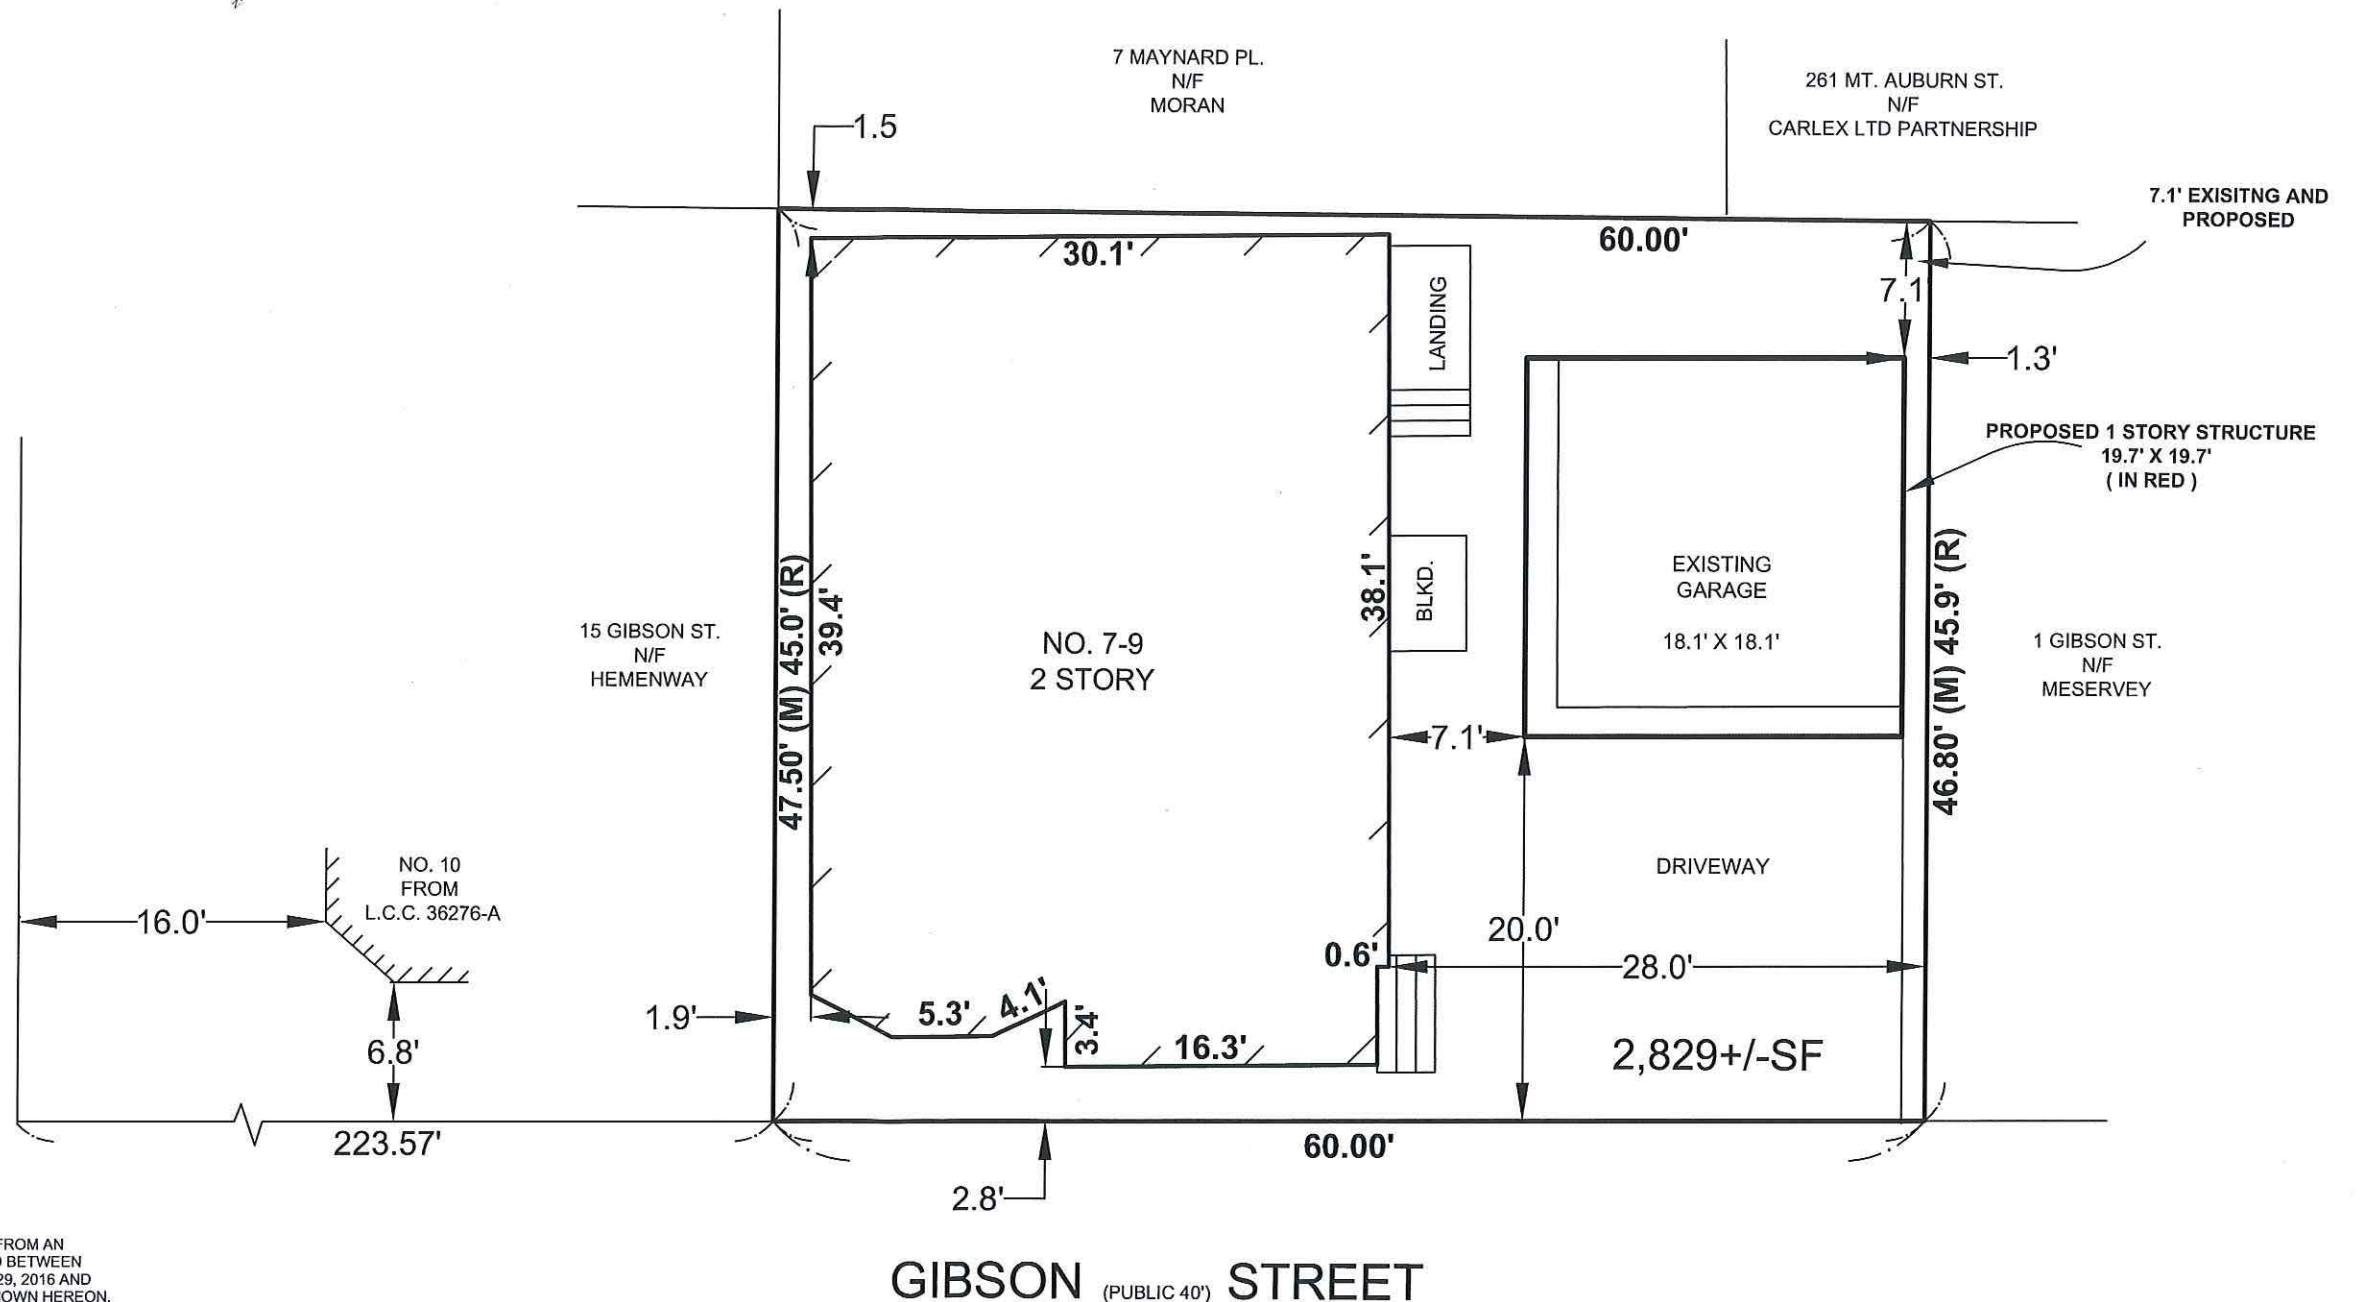 7 MAYNARD PL.
N/F
MORAN
261 MT. AUBURN ST.
N/F
CARLEX LTD PARTNERSHIP
1.5
7.1' EXISITNG AND
PROPOSED
30.1'
60.00'
7.1
1.3'
LANDING
PROPOSED 1 STORY STRUCTURE
19.7' X 19.7'
( IN RED )
47.50' (M) 45.0' (R)
39.4'
38.1'
BLKD.
EXISTING
GARAGE
18.1' X 18.1'
46.80' (M) 45.9' (R)
15 GIBSON ST.
N/F
HEMENWAY
NO. 7-9
2 STORY
1 GIBSON ST.
N/F
MESERVEY
7.1'
NO. 10
FROM
L.C.C. 36276-A
16.0'
DRIVEWAY
20.0'
0.6'
28.0'
1.9'
5.3'
4.1'
3.4'
16.3'
6.8'
2,829+/-SF
223.57'
60.00'
2.8'
FROM AN
BETWEEN
29, 2016 AND
OWN HEREON.
GIBSON (PUBLIC 40') STREET